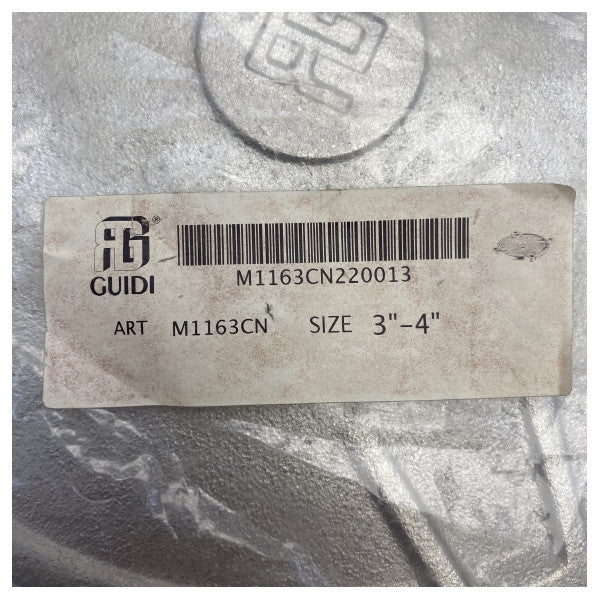 GUIDI ®
M1163CN220013
ART M1163CN SIZE 3"-4"